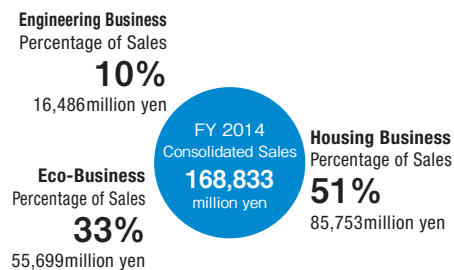 Engineering Business
Percentage of Sales
10%
16,486million yen
FY 2014
Consolidated Sales
168,833
million yen
Housing Business
Percentage of Sales
51%
85,753million yen
Eco-Business
Percentage of Sales
33%
55,699million yen